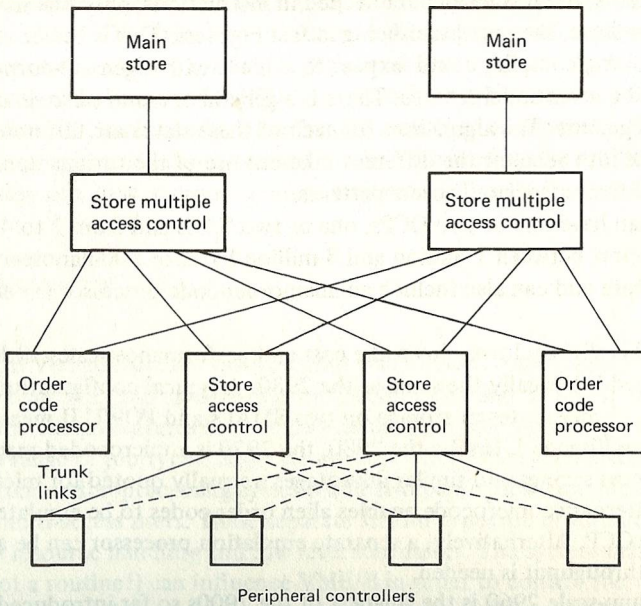 Main
store
Main
store
Store multiple
access control
Store multiple
access control
Order
code
processor
Store
access
control
Store
access
control
Order
code
processor
Trunk
links
Peripheral controllers